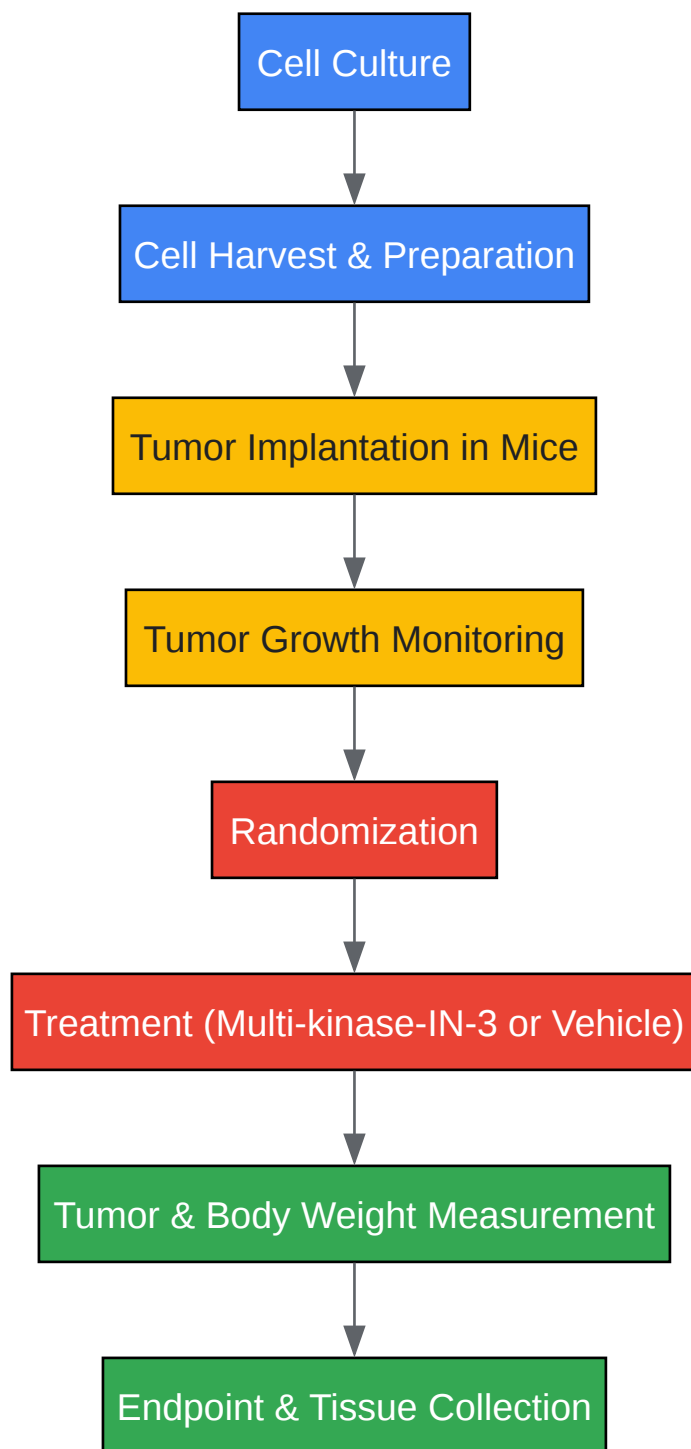 Cell Culture
Cell Harvest & Preparation
Tumor Implantation in Mice
Tumor Growth Monitoring
Randomization
Treatment (Multi-kinase-IN-3 or Vehicle)
Tumor & Body Weight Measurement
Endpoint & Tissue Collection